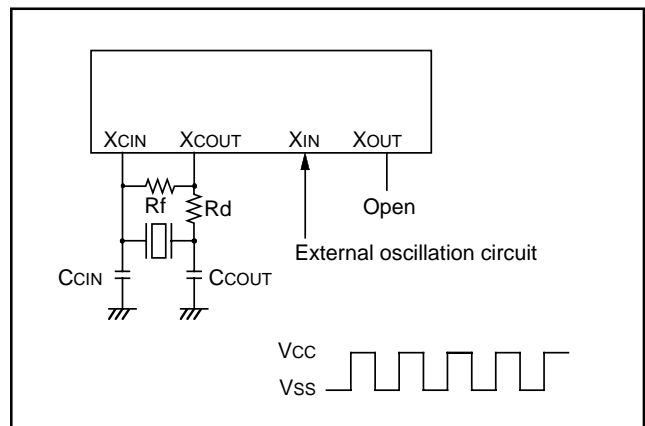 XCIN XCOUT XIN XOUT
Rf Rd
Open
External oscillation circuit
CCIN CCOUT
VCC
VSS